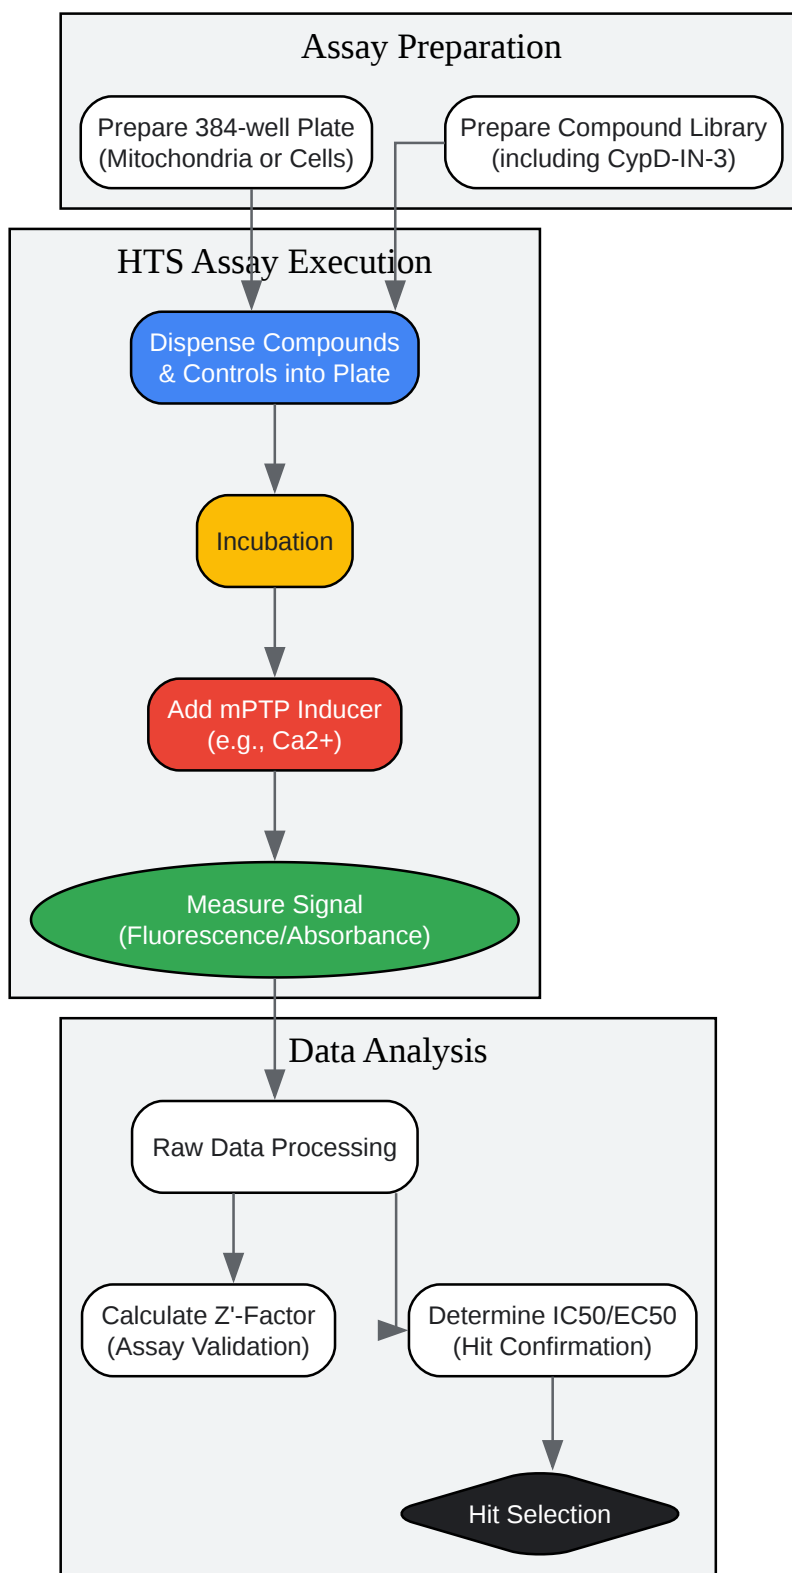 Assay Preparation
Prepare 384-well Plate
(Mitochondria or Cells)
Prepare Compound Library
(including CypD-IN-3)
HTS Assay Execution
Dispense Compounds
& Controls into Plate
Incubation
Add mPTP Inducer
(e.g., Ca2+)
Measure Signal
(Fluorescence/Absorbance)
Data Analysis
Raw Data Processing
Calculate Z'-Factor
(Assay Validation)
Determine IC50/EC50
(Hit Confirmation)
Hit Selection